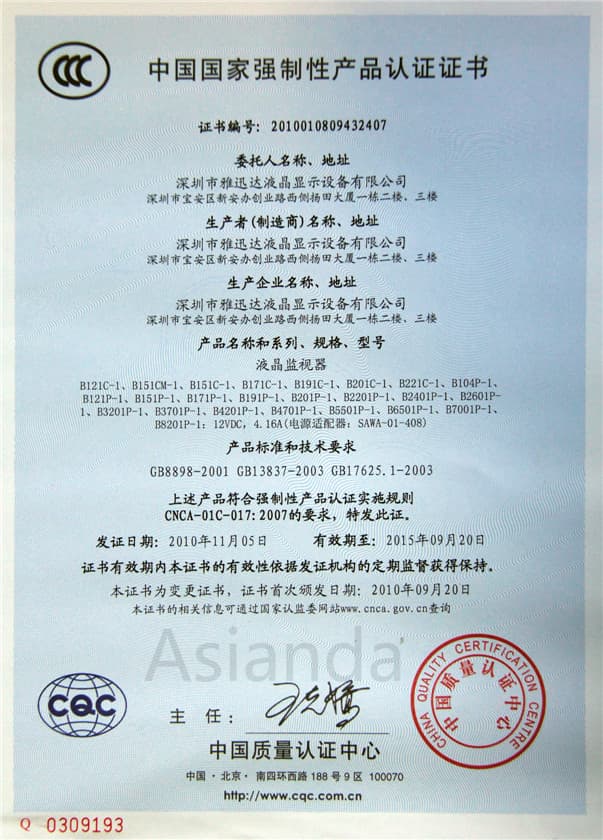 CCC
中国国家强制性产品认证证书
证书编号：2010010809432407
委托人名称、地址
深圳市雅迅达液晶显示设备有限公司
深圳市宝安区新安办创业路西侧扬田大厦一栋二楼、三楼
生产者(制造商)名称、地址
深圳市雅迅达液晶显示设备有限公司
深圳市宝安区新安办创业路西侧扬田大厦一栋二楼、三楼
生产企业名称、地址
深圳市雅迅达液晶显示设备有限公司
深圳市宝安区新安办创业路西侧扬田大厦一栋二楼、三楼
产品名称和系列、规格、型号
液晶监视器
B121C-1、B151CM-1、B151C-1、B171C-1、B191C-1、B201C-1、B221C-1、B104P-1、
B121P-1、B151P-1、B171P-1、B191P-1、B201P-1、B2201P-1、B2401P-1、B2601P-
1、B3201P-1、B3701P-1、B4201P-1、B4701P-1、B5501P-1、B6501P-1、B7001P-1、
B8201P-1：12VDC，4.16A(电源适配器：SAWA-01-408)
产品标准和技术要求
GB8898-2001 GB13837-2003 GB17625.1-2003
上述产品符合强制性产品认证实施规则
CNCA-01C-017:2007的要求，特发此证。
发证日期：2010年11月05日 有效期至：2015年09月20日
证书有效期内本证书的有效性依据发证机构的定期监督获得保持。
本证书为变更证书，证书首次颁发日期：2010年09月20日
本证书的相关信息可通过国家认监委网站www.cnca.gov.cn查询
Asianda
CQC
主 任：
CHINA QUALITY CERTIFICATION CENTRE
中国质量认证中心
中国质量认证中心
中国·北京·南四环西路188号9区 100070
http://www.cqc.com.cn
Q 0309193